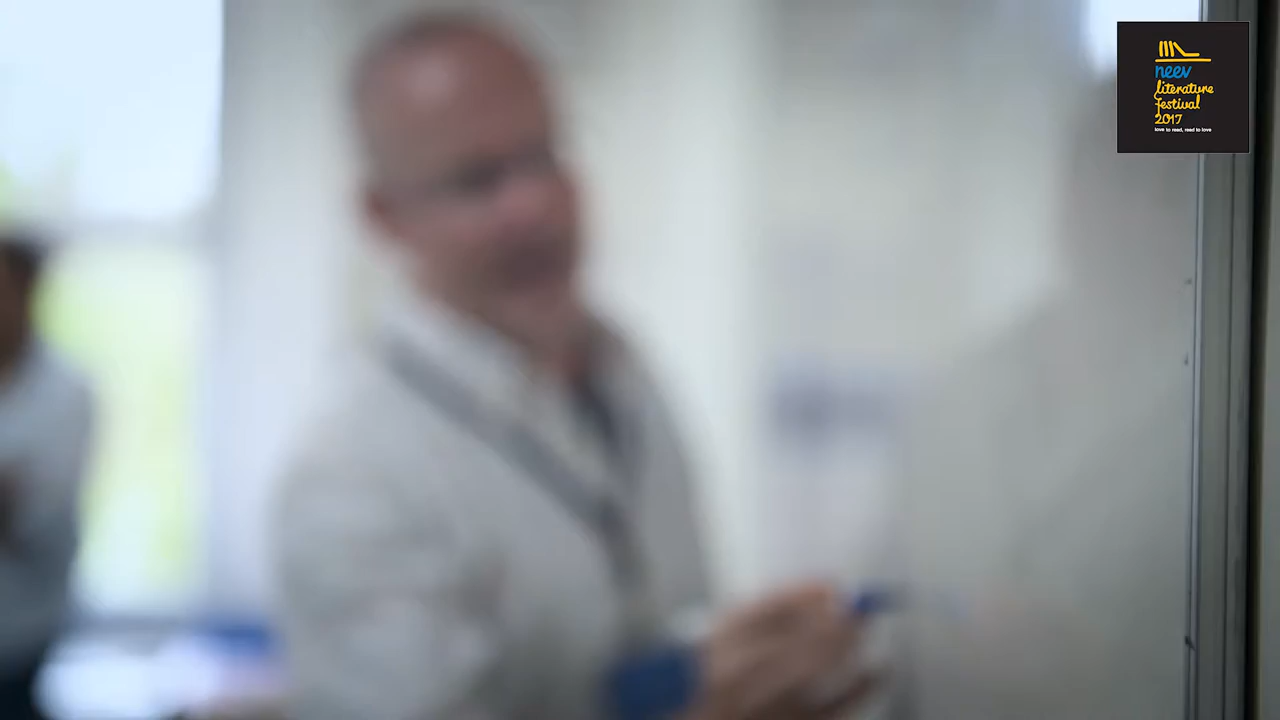 neev
literature
festival
2017
love to read, read to love